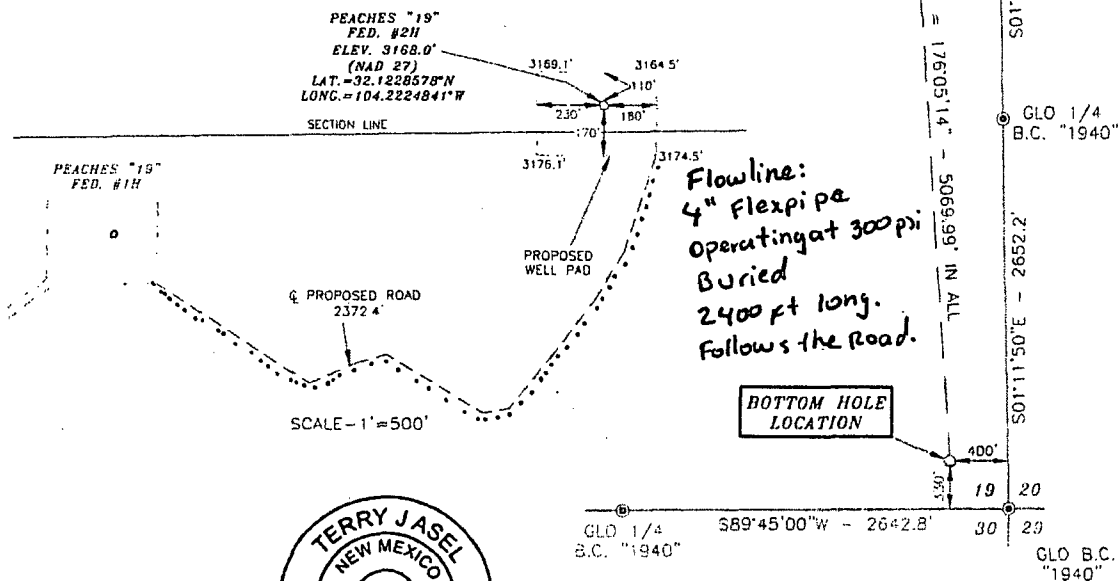 PEACHES "19"
FED. #2H
ELEV. 3168.0'
(NAD 27)
LAT.=32.1228578°N
LONG.=104.2224841°W
3169.1'
3164.5'
110'
230'
180'
170'
SECTION LINE
3176.1'
3174.5'
PEACHES "19"
FED. #1H
PROPOSED
WELL PAD
℄ PROPOSED ROAD
2372.4'
SCALE-1'=500'
Flowline:
4" Flexpipe
Operating at 300 psi
Buried
2400 ft long.
Follows the Road.
= 176°05'14" - 5069.99' IN ALL
S01°
GLO 1/4
B.C. "1940"
S01°11'50"E - 2652.2'
BOTTOM HOLE
LOCATION
400'
330'
19 20
30 29
S89°45'00"W - 2642.8'
GLO 1/4
B.C. "1940"
GLO B.C.
"1940"
TERRY J ASEL
NEW MEXICO